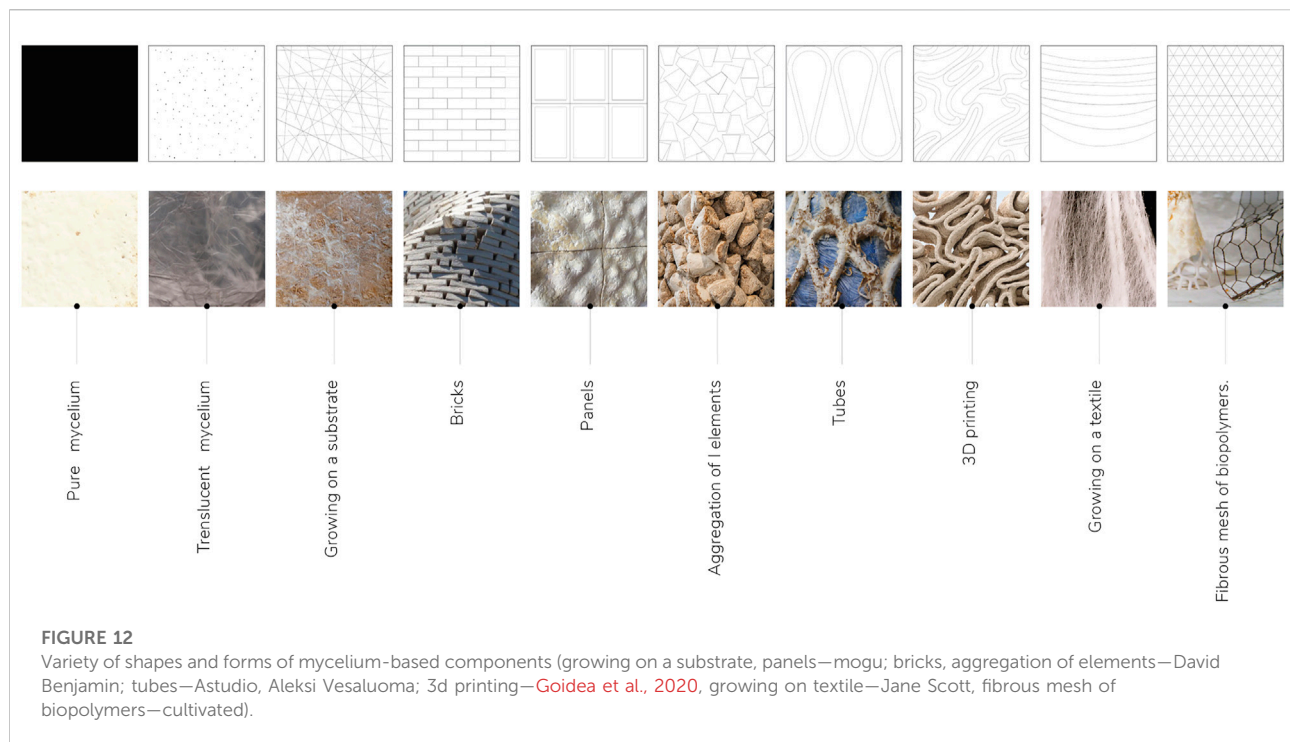 Pure mycelium
Trenslucent mycelium
Growing on a substrate
Bricks
Panels
Aggregation of l elements
Tubes
3D printing
Growing on a textile
Fibrous mesh of biopolymers.
FIGURE 12
Variety of shapes and forms of mycelium-based components (growing on a substrate, panels—mogu; bricks, aggregation of elements—David
Benjamin; tubes—Astudio, Aleksi Vesaluoma; 3d printing—Goidea et al., 2020, growing on textile—Jane Scott, fibrous mesh of
biopolymers—cultivated).